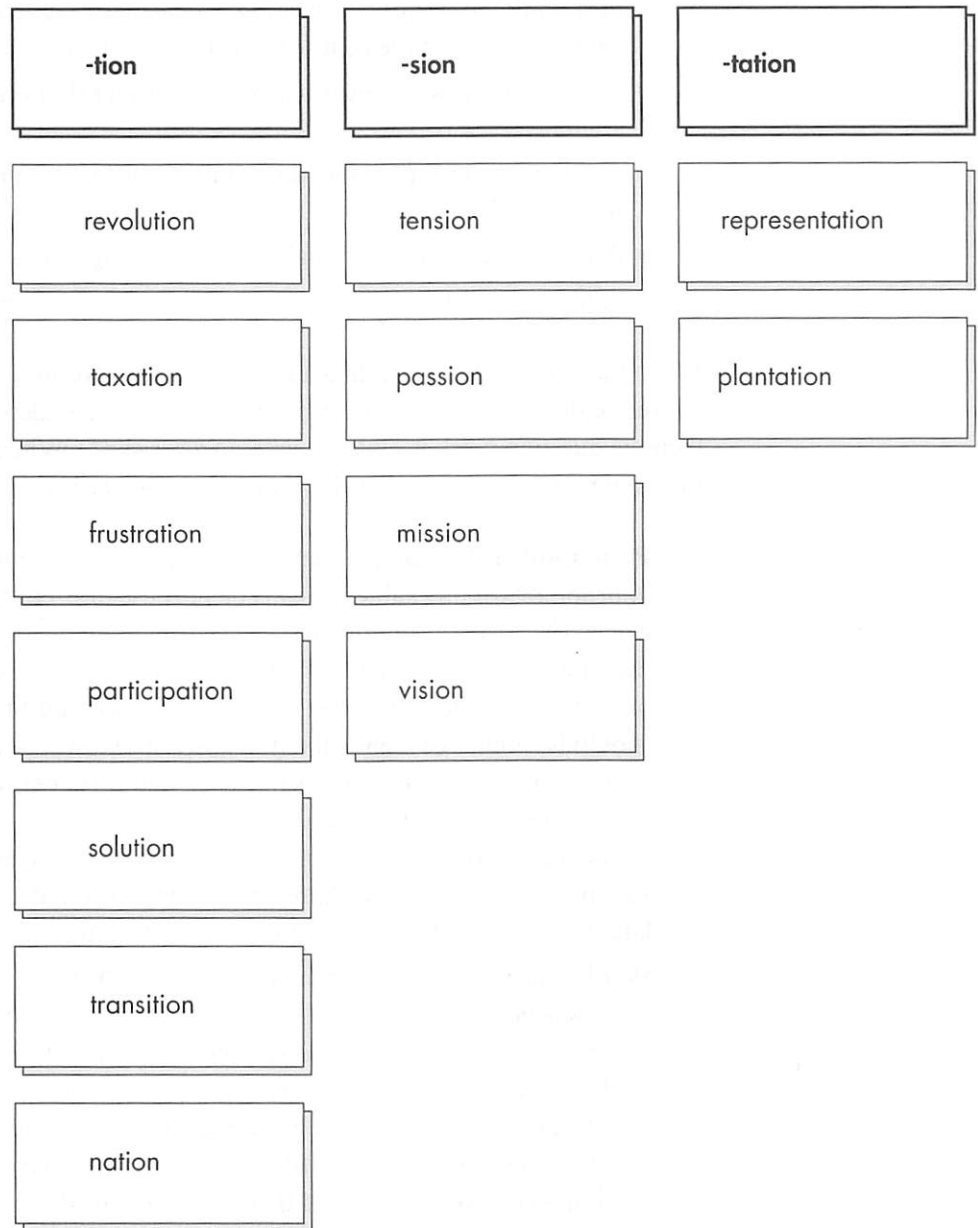 -tion -sion -tation
revolution tension representation
taxation passion plantation
frustration mission
participation vision
solution
transition
nation